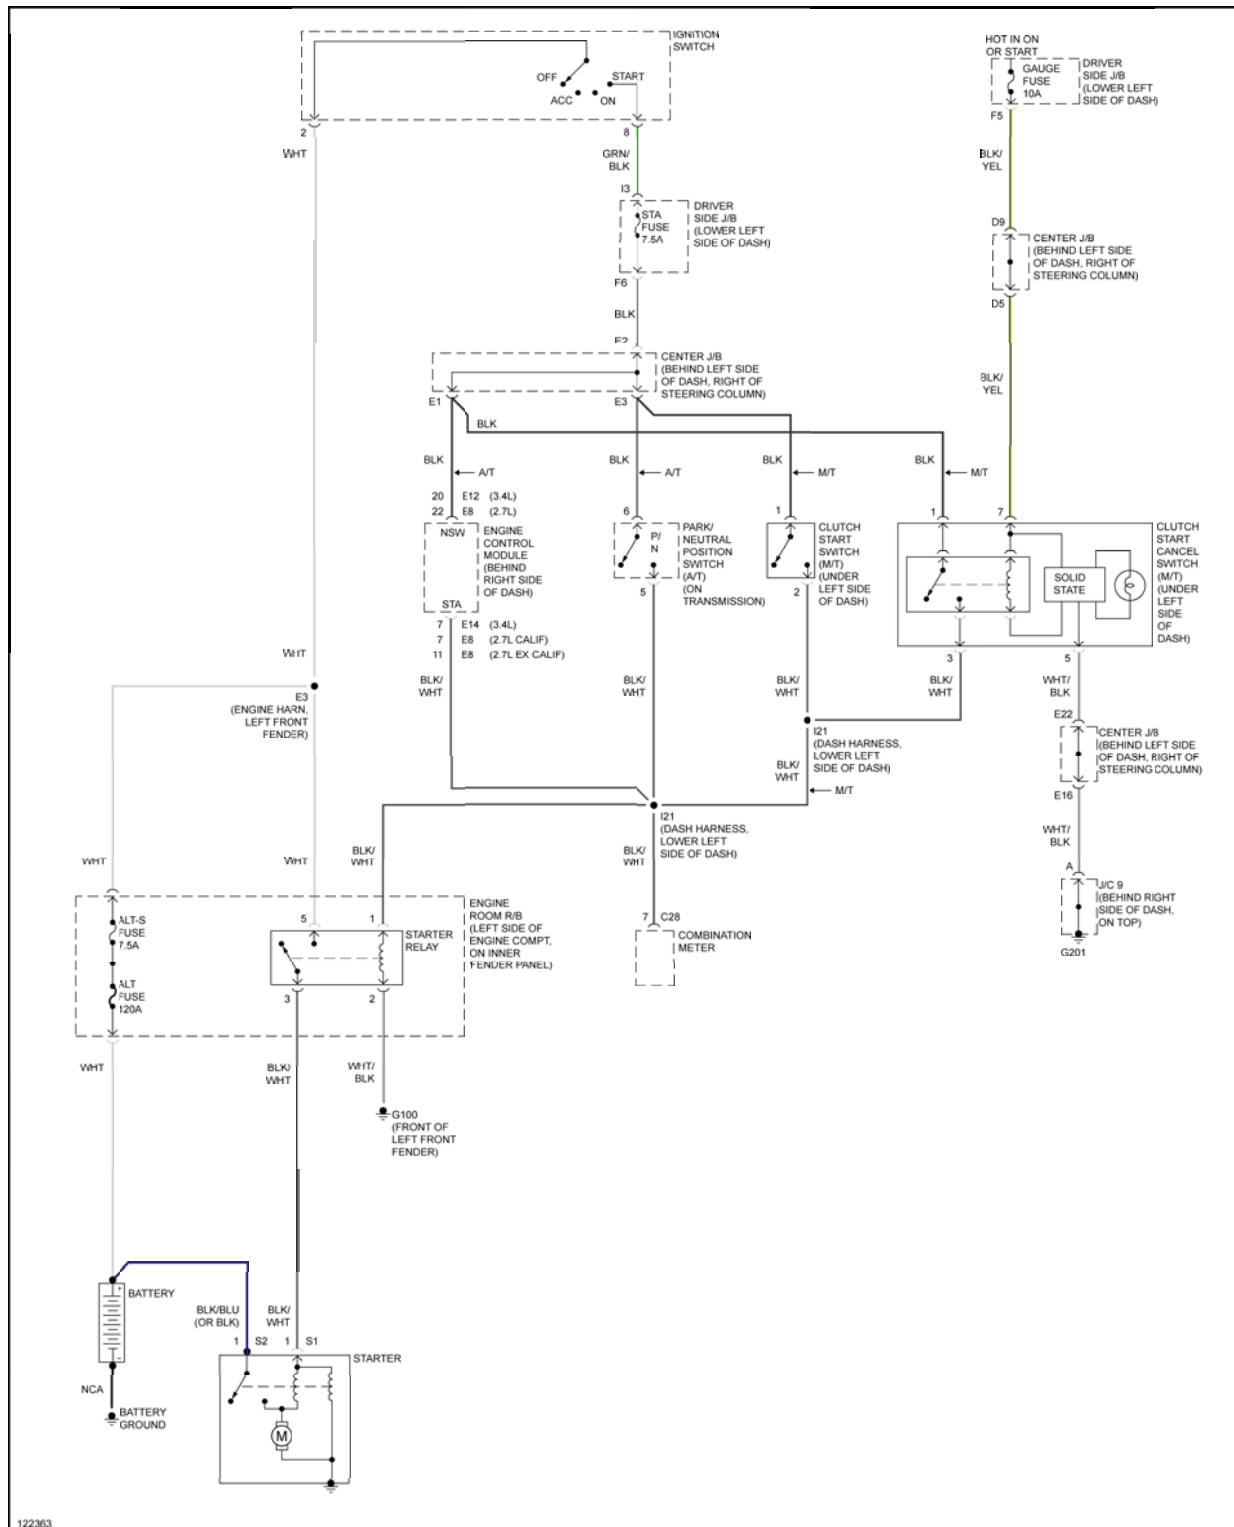 IGNITION
SWITCH
OFF
START
ACC
ON
2
8
WHT
GRN/
BLK
HOT IN ON
OR START
GAUGE
FUSE
10A
DRIVER
SIDE J/B
(LOWER LEFT
SIDE OF DASH)
F5
BLK/
YEL
I3
STA
FUSE
7.5A
DRIVER
SIDE J/B
(LOWER LEFT
SIDE OF DASH)
F6
BLK
E2
D9
CENTER J/B
(BEHIND LEFT SIDE
OF DASH, RIGHT OF
STEERING COLUMN)
D5
BLK/
YEL
CENTER J/B
(BEHIND LEFT SIDE
OF DASH, RIGHT OF
STEERING COLUMN)
E1
E3
BLK
BLK
A/T
BLK
A/T
BLK
M/T
BLK
M/T
20 E12 (3.4L)
22 E8 (2.7L)
NSW
STA
ENGINE
CONTROL
MODULE
(BEHIND
RIGHT SIDE
OF DASH)
7 E14 (3.4L)
7 E8 (2.7L CALIF)
11 E8 (2.7L EX CALIF)
6
P/
N
PARK/
NEUTRAL
POSITION
SWITCH
(A/T)
(ON
TRANSMISSION)
5
1
CLUTCH
START
SWITCH
(M/T)
(UNDER
LEFT SIDE
OF DASH)
2
1
7
SOLID
STATE
CLUTCH
START
CANCEL
SWITCH
(M/T)
(UNDER
LEFT
SIDE
OF
DASH)
3
5
WHT
BLK/
WHT
BLK/
WHT
BLK/
WHT
BLK/
WHT
WHT/
BLK
E3
(ENGINE HARN,
LEFT FRONT
FENDER)
I21
(DASH HARNESS,
LOWER LEFT
SIDE OF DASH)
BLK/
WHT
M/T
E22
CENTER J/B
(BEHIND LEFT SIDE
OF DASH, RIGHT OF
STEERING COLUMN)
E16
WHT/
BLK
I21
(DASH HARNESS,
LOWER LEFT
SIDE OF DASH)
WHT
WHT
BLK/
WHT
BLK/
WHT
A
J/C 9
(BEHIND RIGHT
SIDE OF DASH,
ON TOP)
G201
7 C28
COMBINATION
METER
ALT-S
FUSE
7.5A
ALT
FUSE
120A
5
1
STARTER
RELAY
3
2
ENGINE
ROOM R/B
(LEFT SIDE OF
ENGINE COMPT,
ON INNER
FENDER PANEL)
WHT
BLK/
WHT
WHT/
BLK
G100
(FRONT OF
LEFT FRONT
FENDER)
+
BATTERY
-
NCA
BATTERY
GROUND
BLK/BLU
(OR BLK)
BLK/
WHT
1 S2
1 S1
STARTER
M
122363